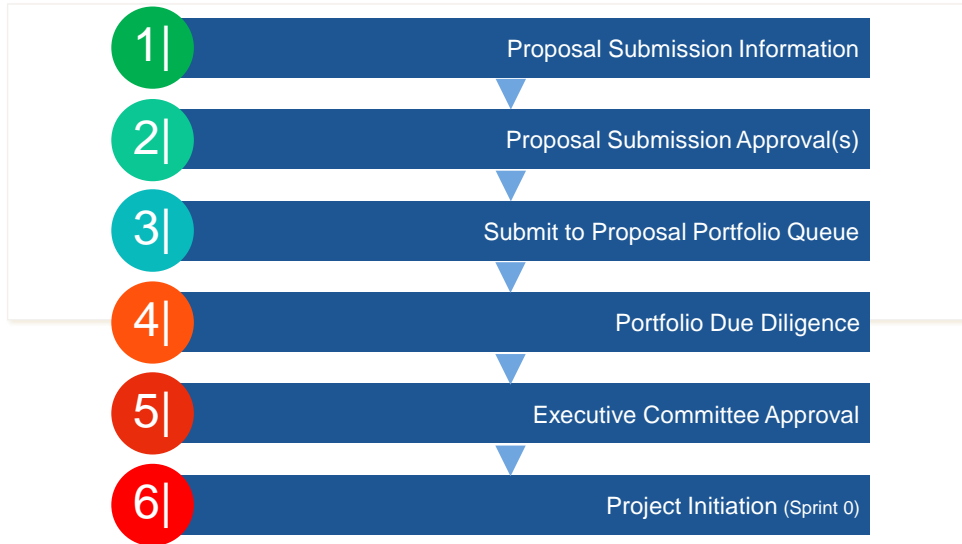 1| Proposal Submission Information
2| Proposal Submission Approval(s)
3| Submit to Proposal Portfolio Queue
4| Portfolio Due Diligence
5| Executive Committee Approval
6| Project Initiation (Sprint 0)